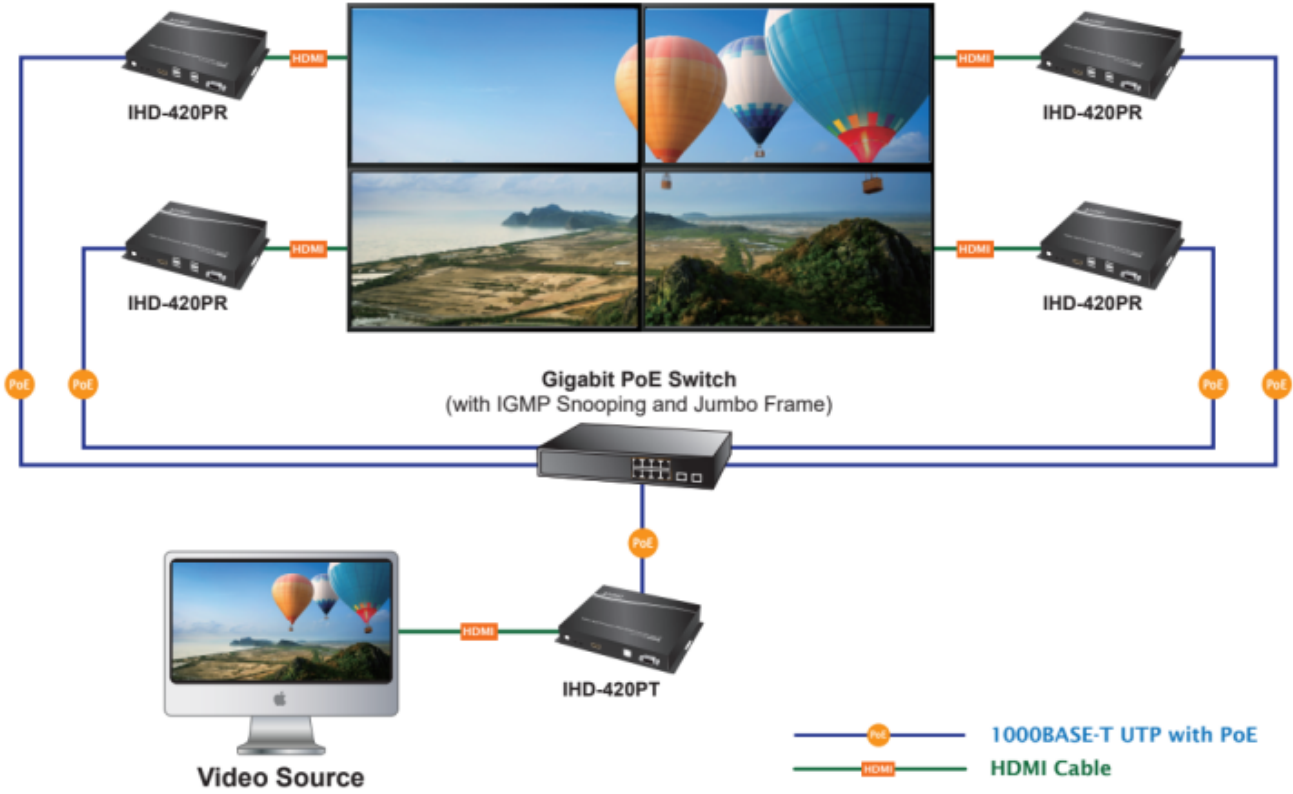 HDMI
HDMI
IHD-420PR
IHD-420PR
HDMI
HDMI
IHD-420PR
IHD-420PR
PoE
PoE
PoE
PoE
Gigabit PoE Switch
(with IGMP Snooping and Jumbo Frame)
PoE
HDMI
IHD-420PT
Video Source
PoE 1000BASE-T UTP with PoE
HDMI HDMI Cable